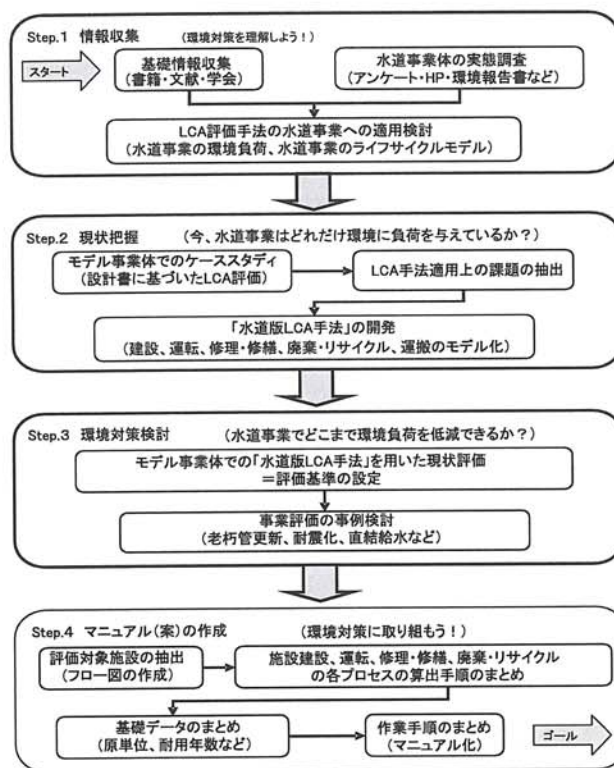 Step.1 情報収集 (環境対策を理解しよう!)
スタート
基礎情報収集
(書籍・文献・学会)
水道事業体の実態調査
(アンケート・HP・環境報告書など)
LCA評価手法の水道事業への適用検討
(水道事業の環境負荷、水道事業のライフサイクルモデル)
Step.2 現状把握 (今、水道事業はどれだけ環境に負荷を与えているか?)
モデル事業体でのケーススタディ
(設計書に基づいたLCA評価)
LCA手法適用上の課題の抽出
「水道版LCA手法」の開発
(建設、運転、修理・修繕、廃棄・リサイクル、運搬のモデル化)
Step.3 環境対策検討 (水道事業でどこまで環境負荷を低減できるか?)
モデル事業体での「水道版LCA手法」を用いた現状評価
=評価基準の設定
事業評価の事例検討
(老朽管更新、耐震化、直結給水など)
Step.4 マニュアル(案)の作成 (環境対策に取り組もう!)
評価対象施設の抽出
(フロー図の作成)
施設建設、運転、修理・修繕、廃棄・リサイクル
の各プロセスの算出手順のまとめ
基礎データのまとめ
(原単位、耐用年数など)
作業手順のまとめ
(マニュアル化)
ゴール